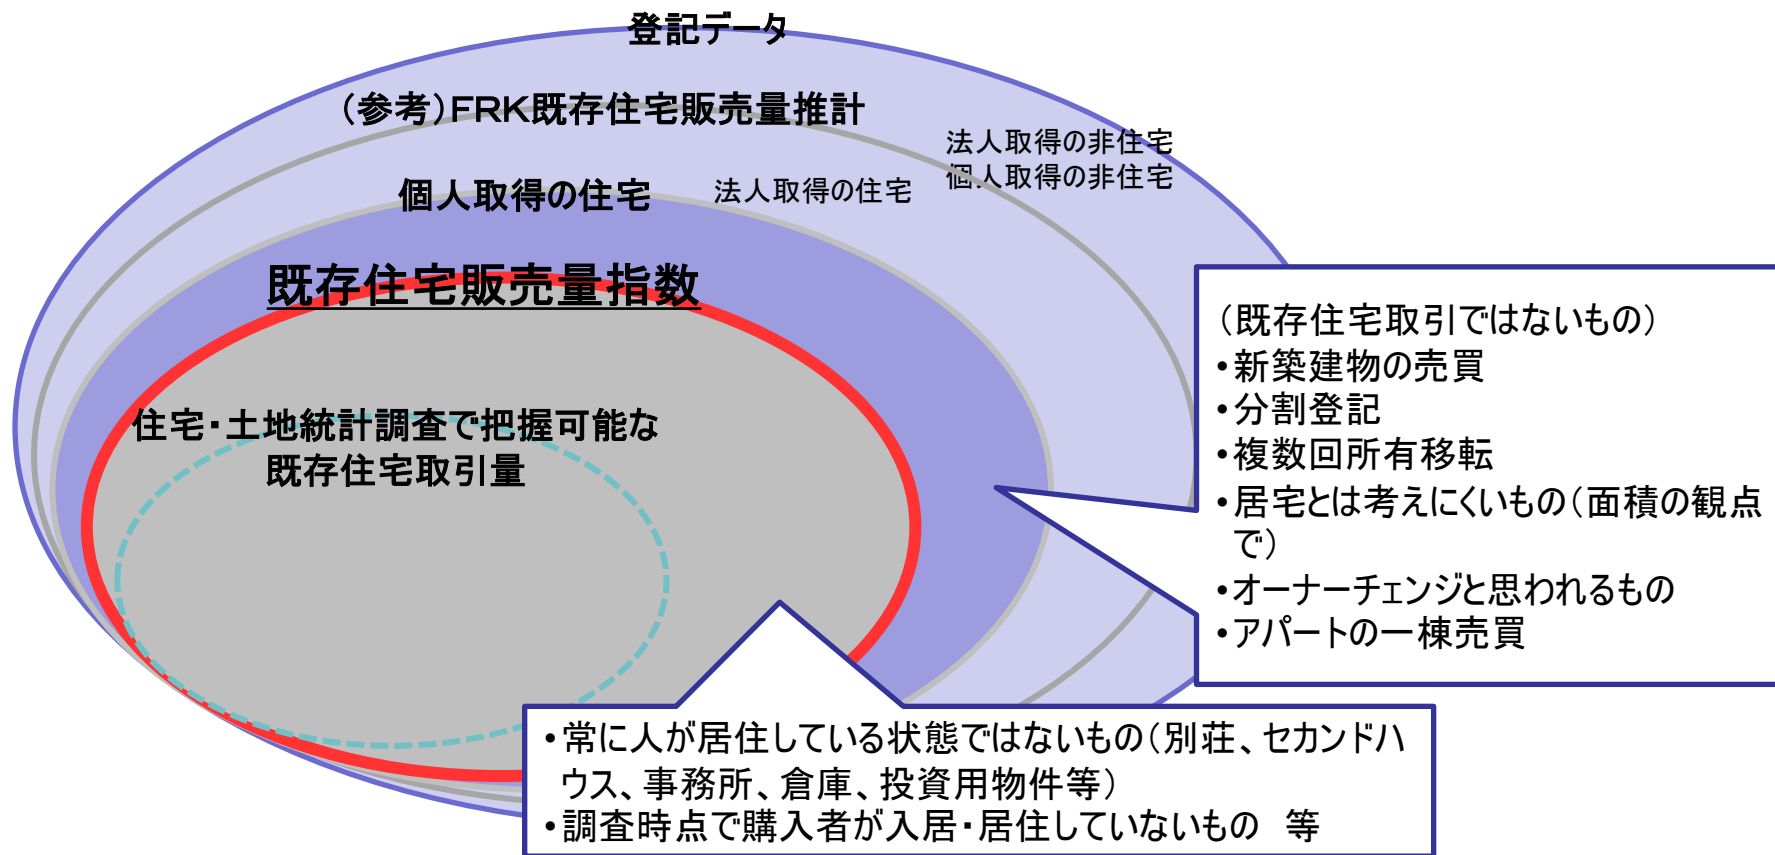 登記データ
（参考）FRK既存住宅販売量推計
法人取得の非住宅
個人取得の非住宅
個人取得の住宅
法人取得の住宅
既存住宅販売量指数
住宅・土地統計調査で把握可能な
既存住宅取引量
（既存住宅取引ではないもの）
・新築建物の売買
・分割登記
・複数回所有移転
・居宅とは考えにくいもの（面積の観点
で）
・オーナーチェンジと思われるもの
・アパートの一棟売買
・常に人が居住している状態ではないもの（別荘、セカンドハ
ウス、事務所、倉庫、投資用物件等）
・調査時点で購入者が入居・居住していないもの　等